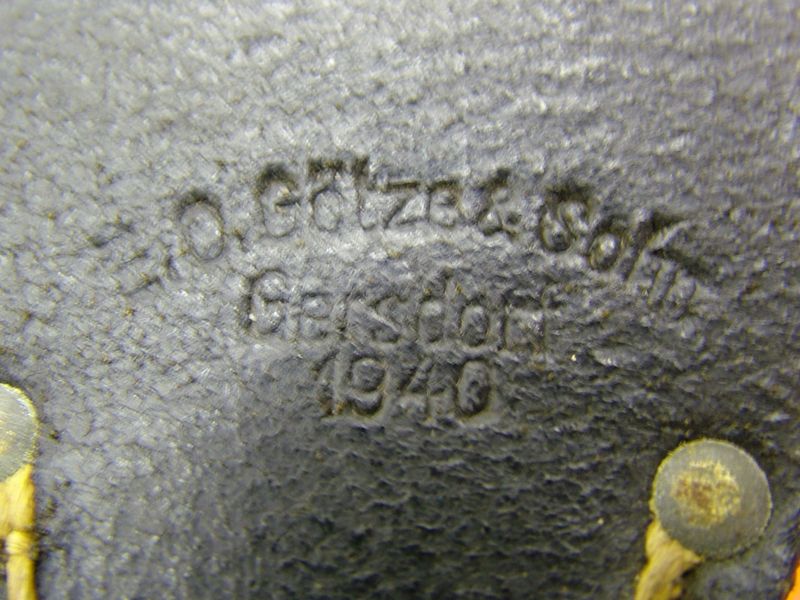 O. Götze & Sohn
Gersdorf
1940